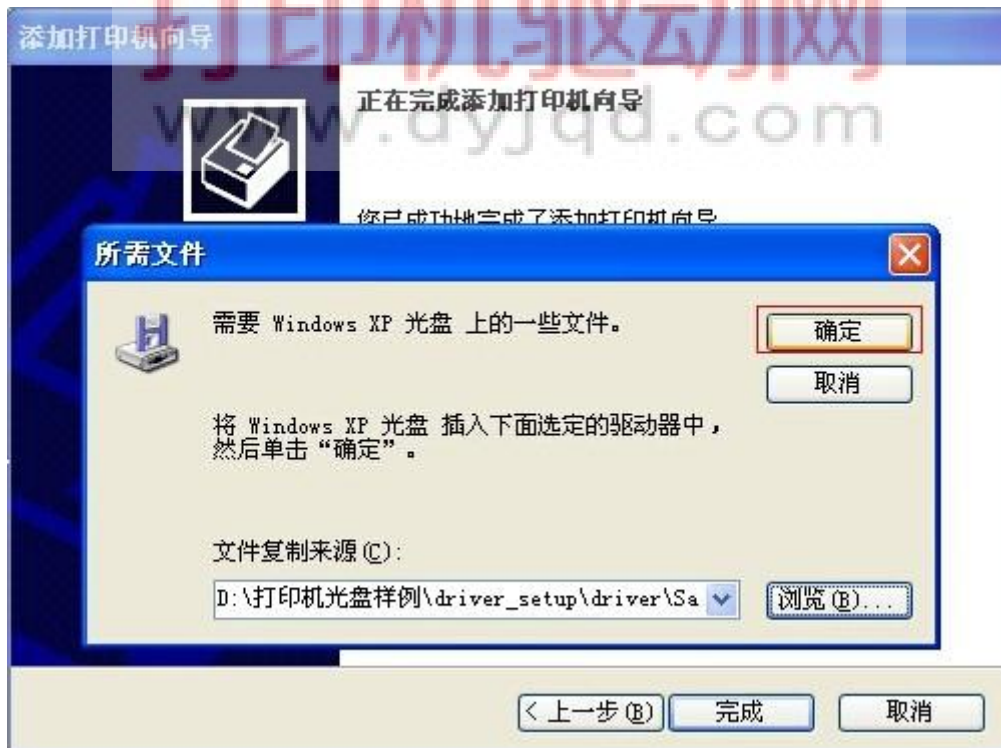 添加打印机向导
打印机驱动网
www.dyjqd.com
正在完成添加打印机向导
您已成功地完成了添加打印机向导
所需文件
需要 Windows XP 光盘 上的一些文件。
确定
取消
将 Windows XP 光盘 插入下面选定的驱动器中，
然后单击“确定”。
文件复制来源(C):
D:\打印机光盘样例\driver_setup\driver\Sa
浏览(B)...
< 上一步(B)
完成
取消